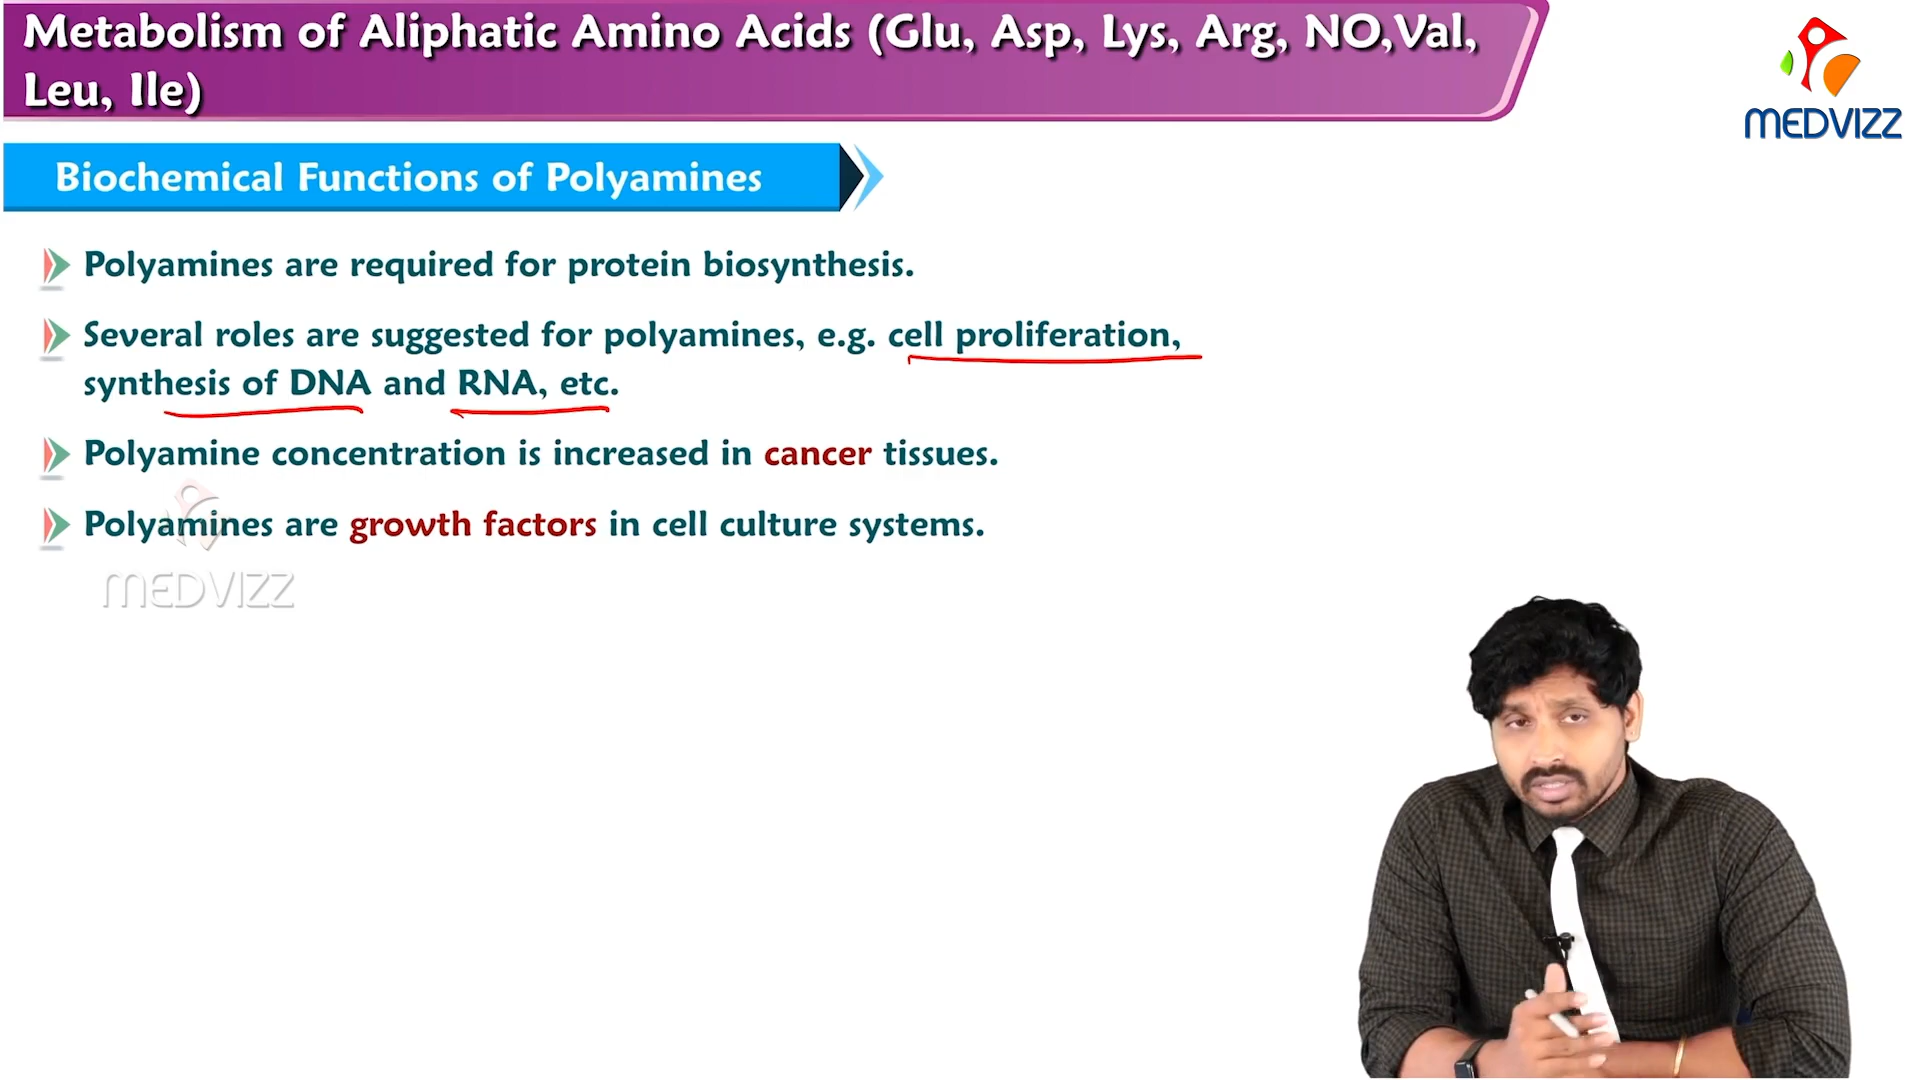 Metabolism of Aliphatic Amino Acids (Glu, Asp, Lys, Arg, NO,Val,
Leu, Ile)
MEDVIZZ
Biochemical Functions of Polyamines
Polyamines are required for protein biosynthesis.
Several roles are suggested for polyamines, e.g. cell proliferation,
synthesis of DNA and RNA, etc.
Polyamine concentration is increased in cancer tissues.
Polyamines are growth factors in cell culture systems.
MEDVIZZ